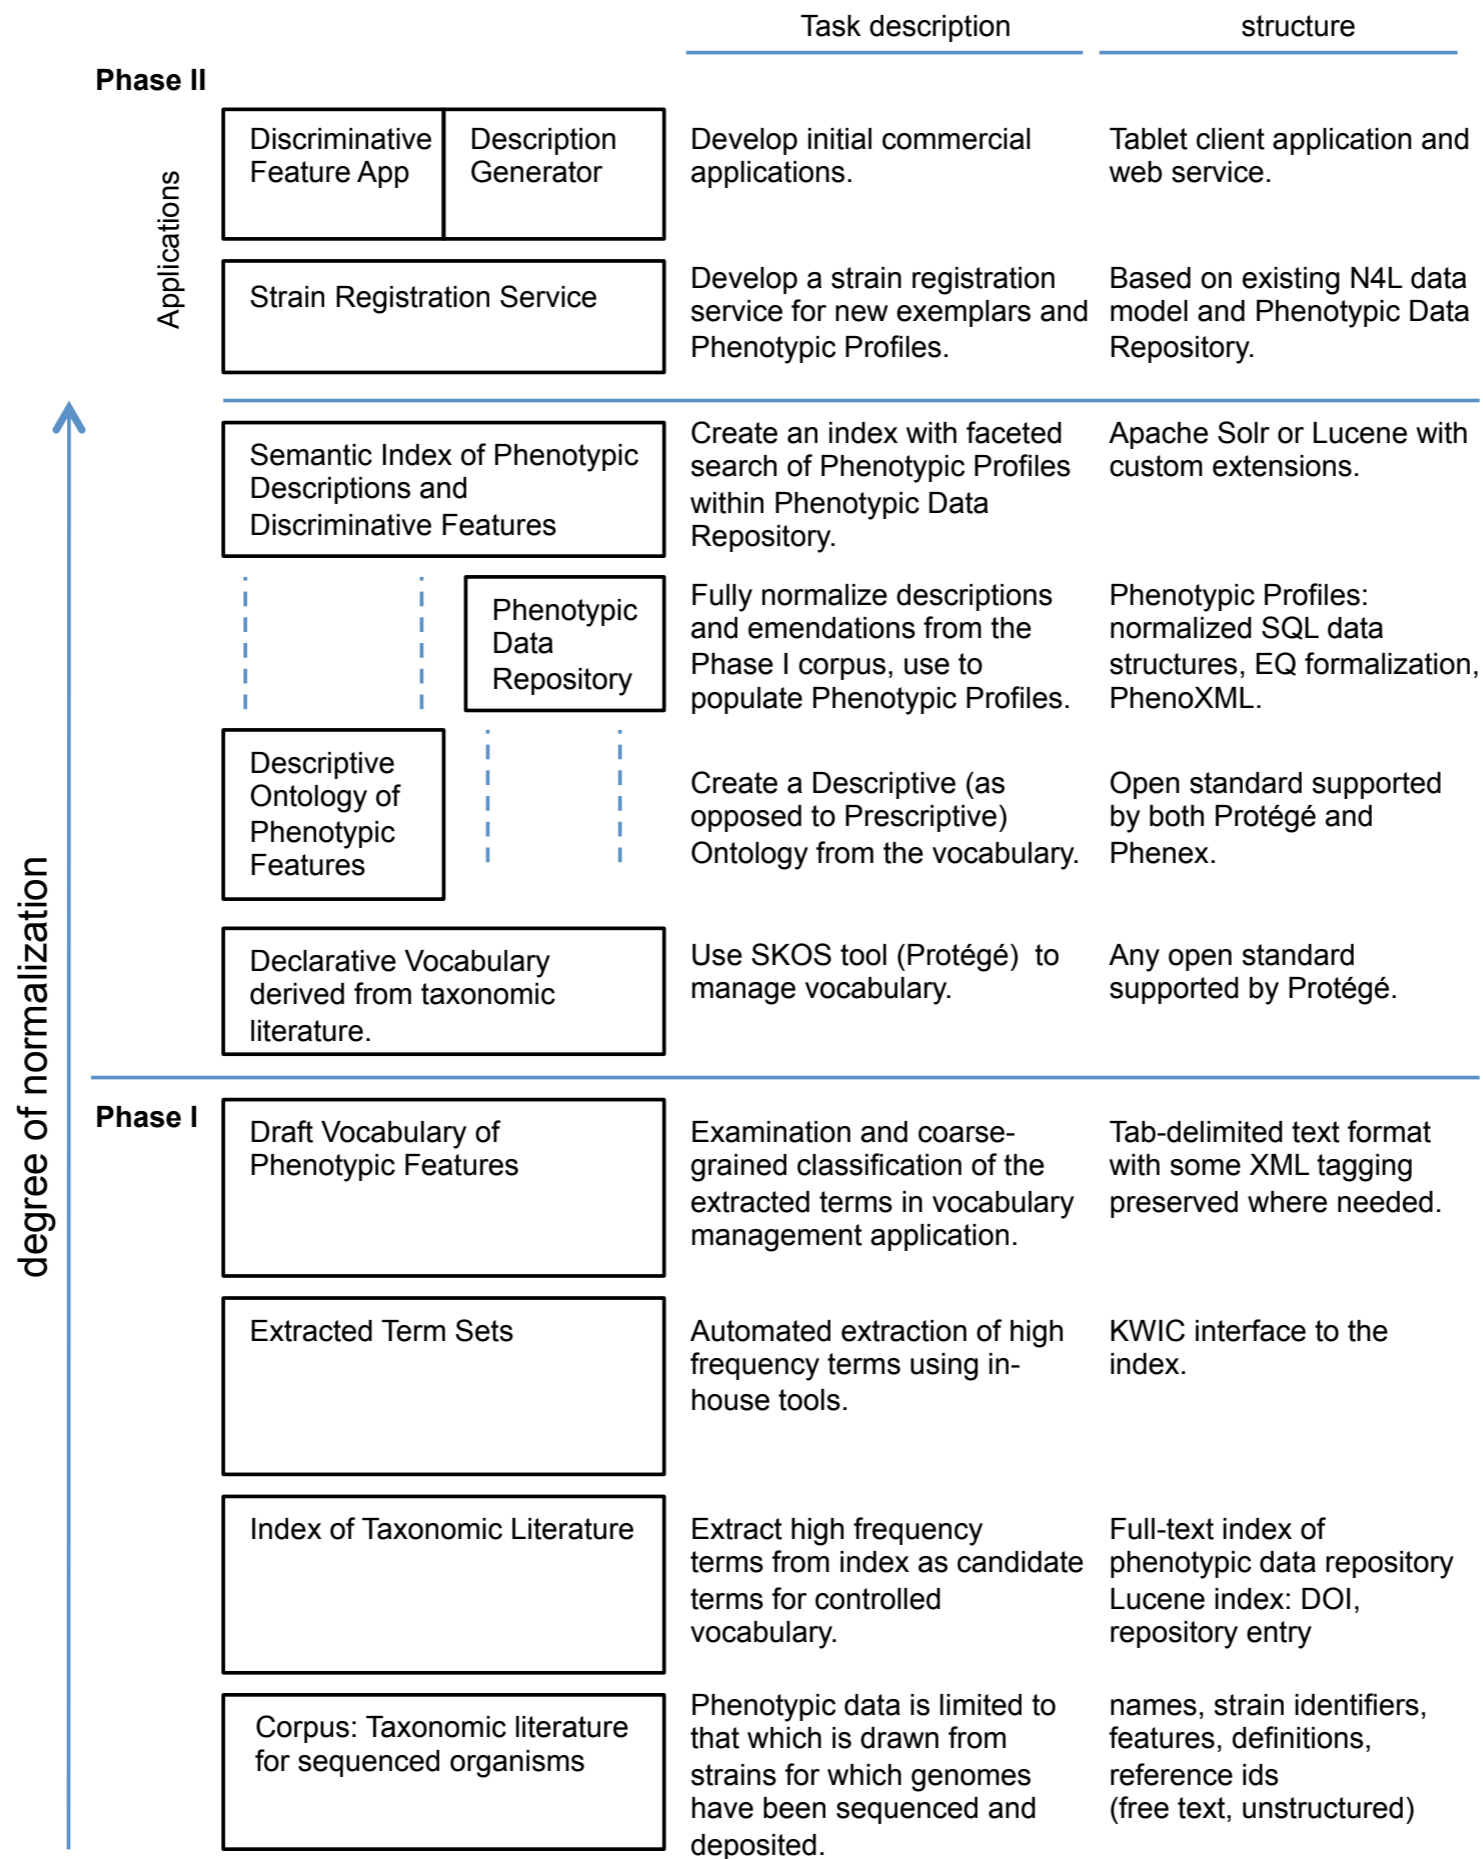 Task description
structure
Phase II
Applications
Discriminative
Feature App
Description
Generator
Develop initial commercial
applications.
Tablet client application and
web service.
Strain Registration Service
Develop a strain registration
service for new exemplars and
Phenotypic Profiles.
Based on existing N4L data
model and Phenotypic Data
Repository.
degree of normalization
Semantic Index of Phenotypic
Descriptions and
Discriminative Features
Create an index with faceted
search of Phenotypic Profiles
within Phenotypic Data
Repository.
Apache Solr or Lucene with
custom extensions.
Phenotypic
Data
Repository
Fully normalize descriptions
and emendations from the
Phase I corpus, use to
populate Phenotypic Profiles.
Phenotypic Profiles:
normalized SQL data
structures, EQ formalization,
PhenoXML.
Descriptive
Ontology of
Phenotypic
Features
Create a Descriptive (as
opposed to Prescriptive)
Ontology from the vocabulary.
Open standard supported
by both Protégé and
Phenex.
Declarative Vocabulary
derived from taxonomic
literature.
Use SKOS tool (Protégé)  to
manage vocabulary.
Any open standard
supported by Protégé.
Phase I
Draft Vocabulary of
Phenotypic Features
Examination and coarse-
grained classification of the
extracted terms in vocabulary
management application.
Tab-delimited text format
with some XML tagging
preserved where needed.
Extracted Term Sets
Automated extraction of high
frequency terms using in-
house tools.
KWIC interface to the
index.
Index of Taxonomic Literature
Extract high frequency
terms from index as candidate
terms for controlled
vocabulary.
Full-text index of
phenotypic data repository
Lucene index: DOI,
repository entry
Corpus: Taxonomic literature
for sequenced organisms
Phenotypic data is limited to
that which is drawn from
strains for which genomes
have been sequenced and
deposited.
names, strain identifiers,
features, definitions,
reference ids
(free text, unstructured)